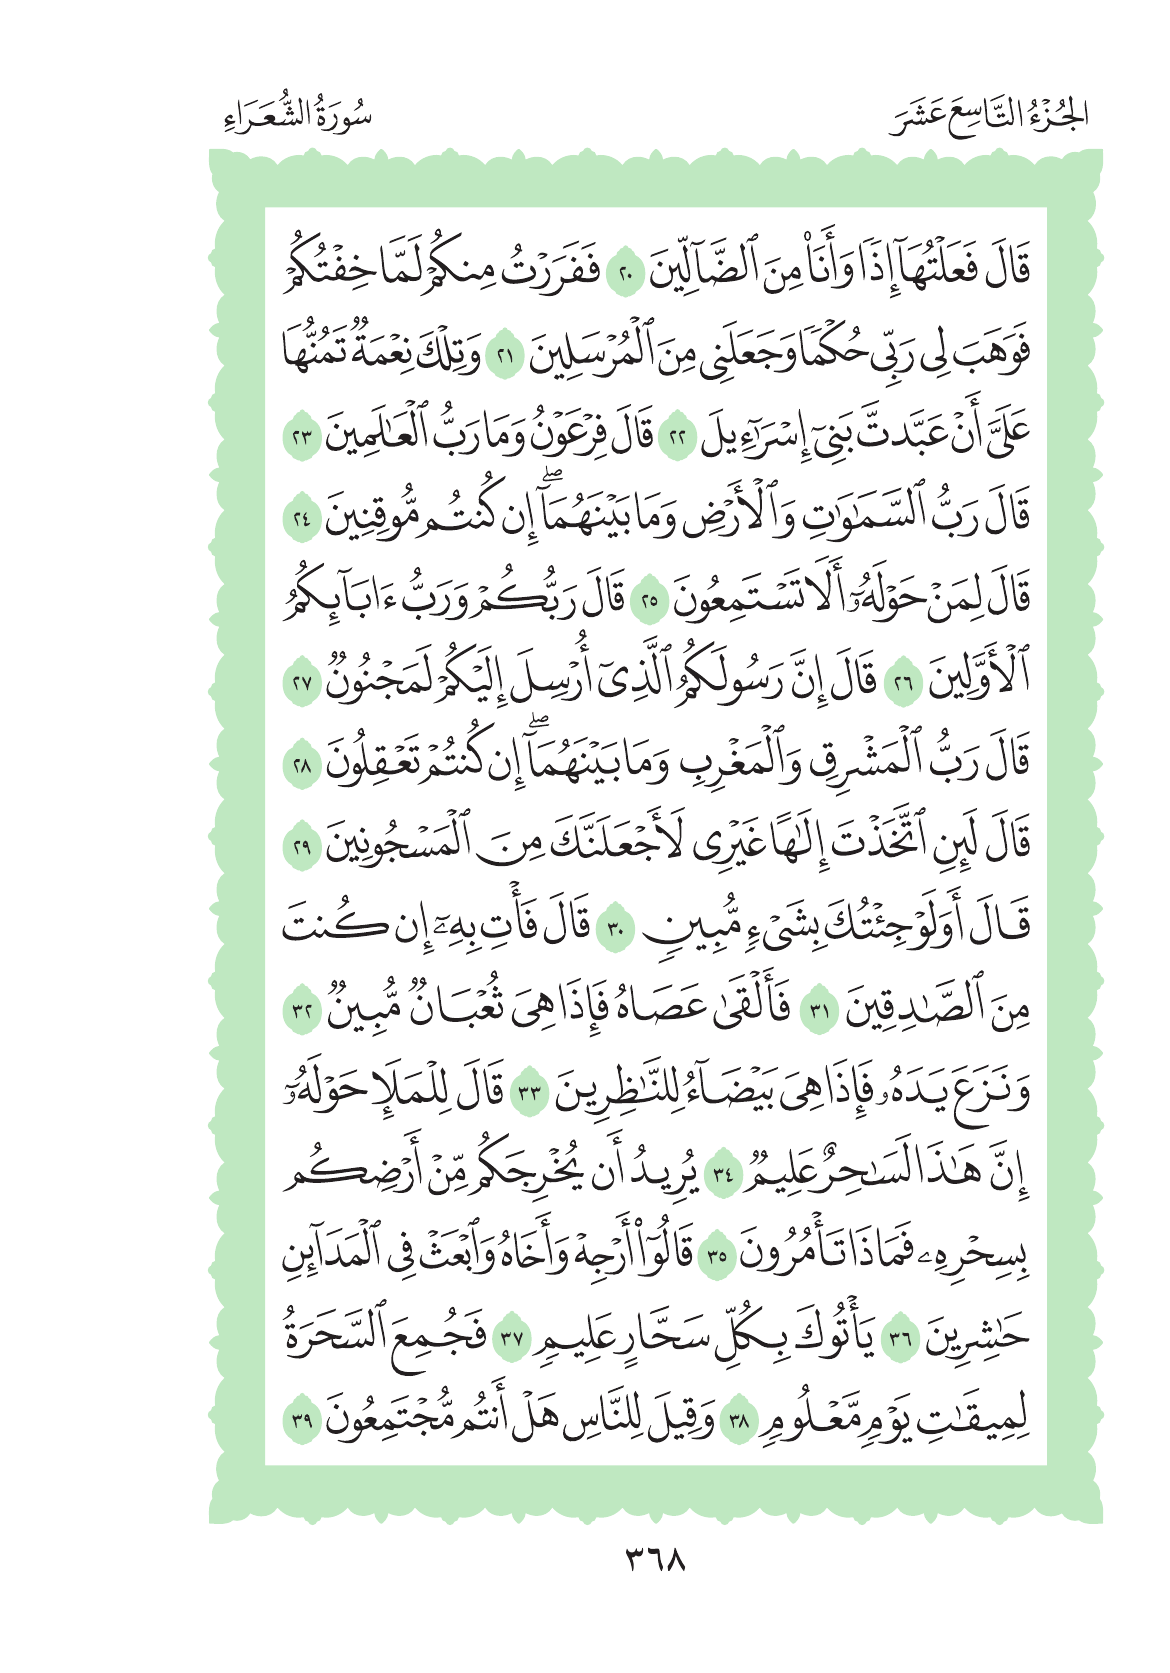 الجُزْءُ التَّاسِعَ عَشَرَ
سُورَةُ الشُّعَرَاءِ
قَالَ فَعَلْتُهَآ إِذٗا وَأَنَا۠ مِنَ ٱلضَّآلِّينَ ٢٠ فَفَرَرْتُ مِنكُمْ لَمَّا خِفْتُكُمْ
فَوَهَبَ لِى رَبِّى حُكْمٗا وَجَعَلَنِى مِنَ ٱلْمُرْسَلِينَ ٢١ وَتِلْكَ نِعْمَةٞ تَمُنُّهَا
عَلَىَّ أَنْ عَبَّدتَّ بَنِىٓ إِسْرَٰٓءِيلَ ٢٢ قَالَ فِرْعَوْنُ وَمَا رَبُّ ٱلْعَٰلَمِينَ ٢٣
قَالَ رَبُّ ٱلسَّمَٰوَٰتِ وَٱلْأَرْضِ وَمَا بَيْنَهُمَآۖ إِن كُنتُم مُّوقِنِينَ ٢٤
قَالَ لِمَنْ حَوْلَهُۥٓ أَلَا تَسْتَمِعُونَ ٢٥ قَالَ رَبُّكُمْ وَرَبُّ ءَابَآئِكُمُ
ٱلْأَوَّلِينَ ٢٦ قَالَ إِنَّ رَسُولَكُمُ ٱلَّذِىٓ أُرْسِلَ إِلَيْكُمْ لَمَجْنُونٞ ٢٧
قَالَ رَبُّ ٱلْمَشْرِقِ وَٱلْمَغْرِبِ وَمَا بَيْنَهُمَآۖ إِن كُنتُمْ تَعْقِلُونَ ٢٨
قَالَ لَئِنِ ٱتَّخَذْتَ إِلَٰهًا غَيْرِى لَأَجْعَلَنَّكَ مِنَ ٱلْمَسْجُونِينَ ٢٩
قَالَ أَوَلَوْ جِئْتُكَ بِشَىْءٖ مُّبِينٖ ٣٠ قَالَ فَأْتِ بِهِۦٓ إِن كُنتَ
مِنَ ٱلصَّٰدِقِينَ ٣١ فَأَلْقَىٰ عَصَاهُ فَإِذَا هِىَ ثُعْبَانٞ مُّبِينٞ ٣٢
وَنَزَعَ يَدَهُۥ فَإِذَا هِىَ بَيْضَآءُ لِلنَّٰظِرِينَ ٣٣ قَالَ لِلْمَلَإِ حَوْلَهُۥٓ
إِنَّ هَٰذَا لَسَٰحِرٌ عَلِيمٞ ٣٤ يُرِيدُ أَن يُخْرِجَكُم مِّنْ أَرْضِكُم
بِسِحْرِهِۦ فَمَاذَا تَأْمُرُونَ ٣٥ قَالُوٓا۟ أَرْجِهْ وَأَخَاهُ وَٱبْعَثْ فِى ٱلْمَدَآئِنِ
حَٰشِرِينَ ٣٦ يَأْتُوكَ بِكُلِّ سَحَّارٍ عَلِيمٖ ٣٧ فَجُمِعَ ٱلسَّحَرَةُ
لِمِيقَٰتِ يَوْمٖ مَّعْلُومٖ ٣٨ وَقِيلَ لِلنَّاسِ هَلْ أَنتُم مُّجْتَمِعُونَ ٣٩
٣٦٨